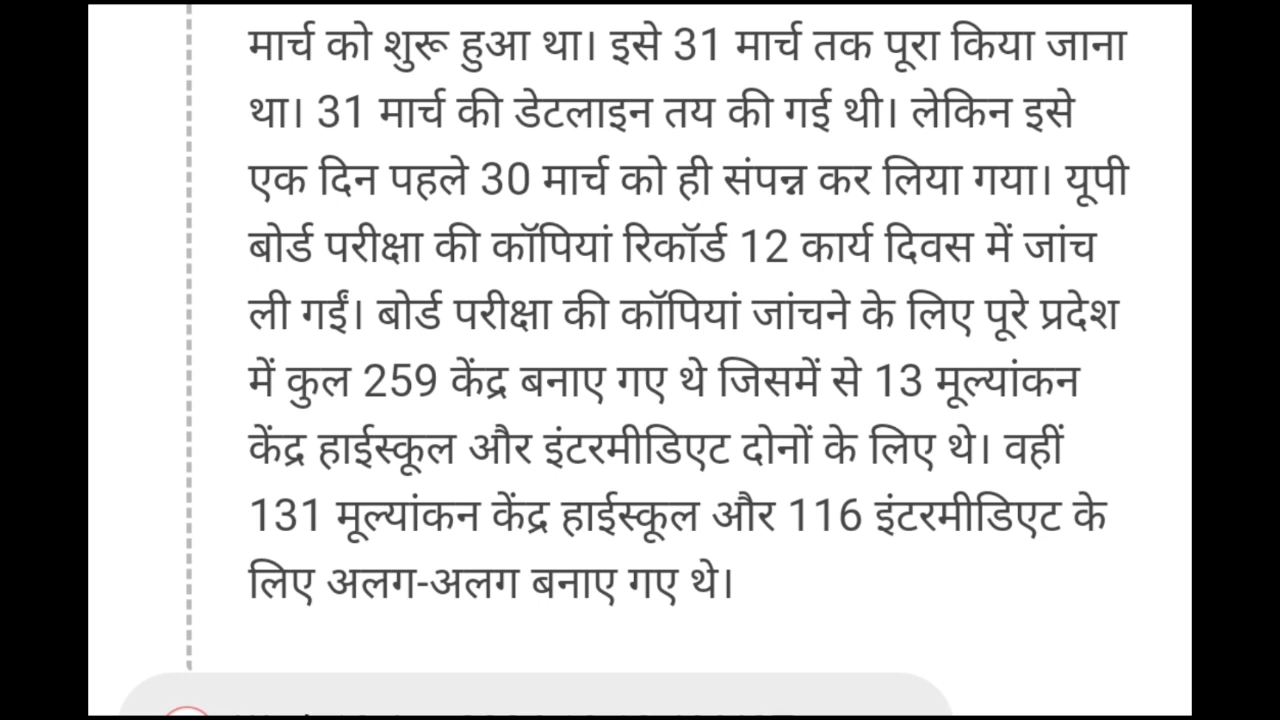 मार्च को शुरू हुआ था। इसे 31 मार्च तक पूरा किया जाना
था। 31 मार्च की डेटलाइन तय की गई थी। लेकिन इसे
एक दिन पहले 30 मार्च को ही संपन्न कर लिया गया। यूपी
बोर्ड परीक्षा की कॉपियां रिकॉर्ड 12 कार्य दिवस में जांच
ली गईं। बोर्ड परीक्षा की कॉपियां जांचने के लिए पूरे प्रदेश
में कुल 259 केंद्र बनाए गए थे जिसमें से 13 मूल्यांकन
केंद्र हाईस्कूल और इंटरमीडिएट दोनों के लिए थे। वहीं
131 मूल्यांकन केंद्र हाईस्कूल और 116 इंटरमीडिएट के
लिए अलग-अलग बनाए गए थे।